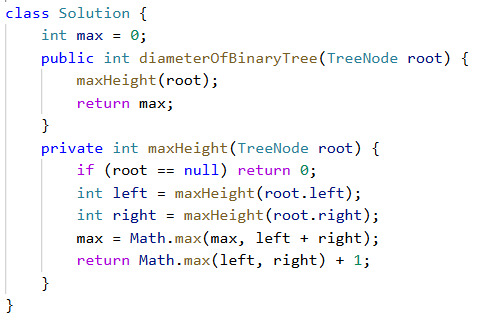 class Solution {
    int max = 0;
    public int diameterOfBinaryTree(TreeNode root) {
        maxHeight(root);
        return max;
    }
    private int maxHeight(TreeNode root) {
        if (root == null) return 0;
        int left = maxHeight(root.left);
        int right = maxHeight(root.right);
        max = Math.max(max, left + right);
        return Math.max(left, right) + 1;
    }
}